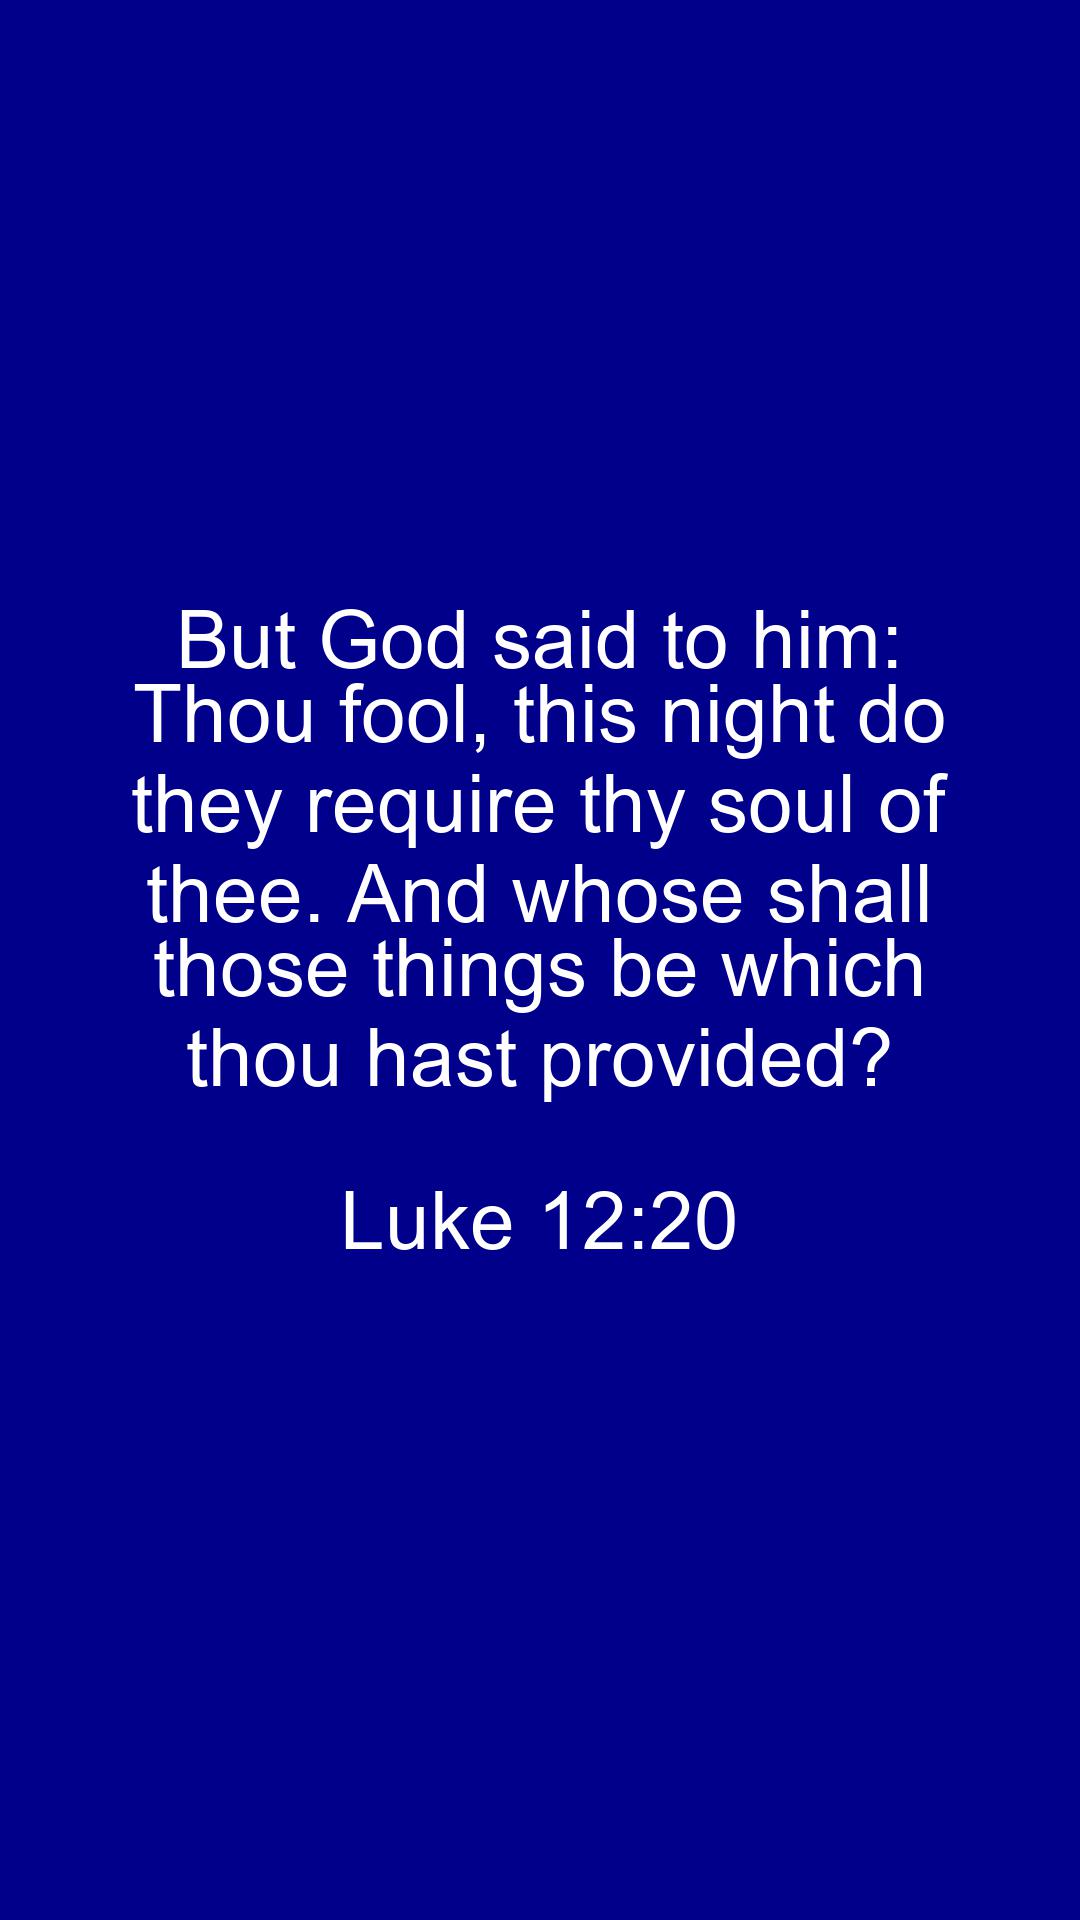 But God said to him:
Thou fool, this night do
they require thy soul of
thee. And whose shall
those things be which
thou hast provided?
Luke 12:20